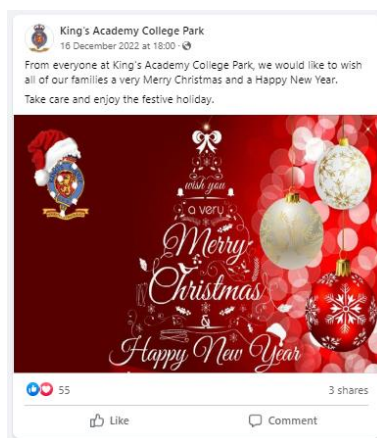 King's Academy College Park
16 December 2022 at 18:00 ·
From everyone at King's Academy College Park, we would like to wish
all of our families a very Merry Christmas and a Happy New Year.
Take care and enjoy the festive holiday.
wish you
a very
Merry
Christmas
&
Happy New Year
55
3 shares
Like
Comment